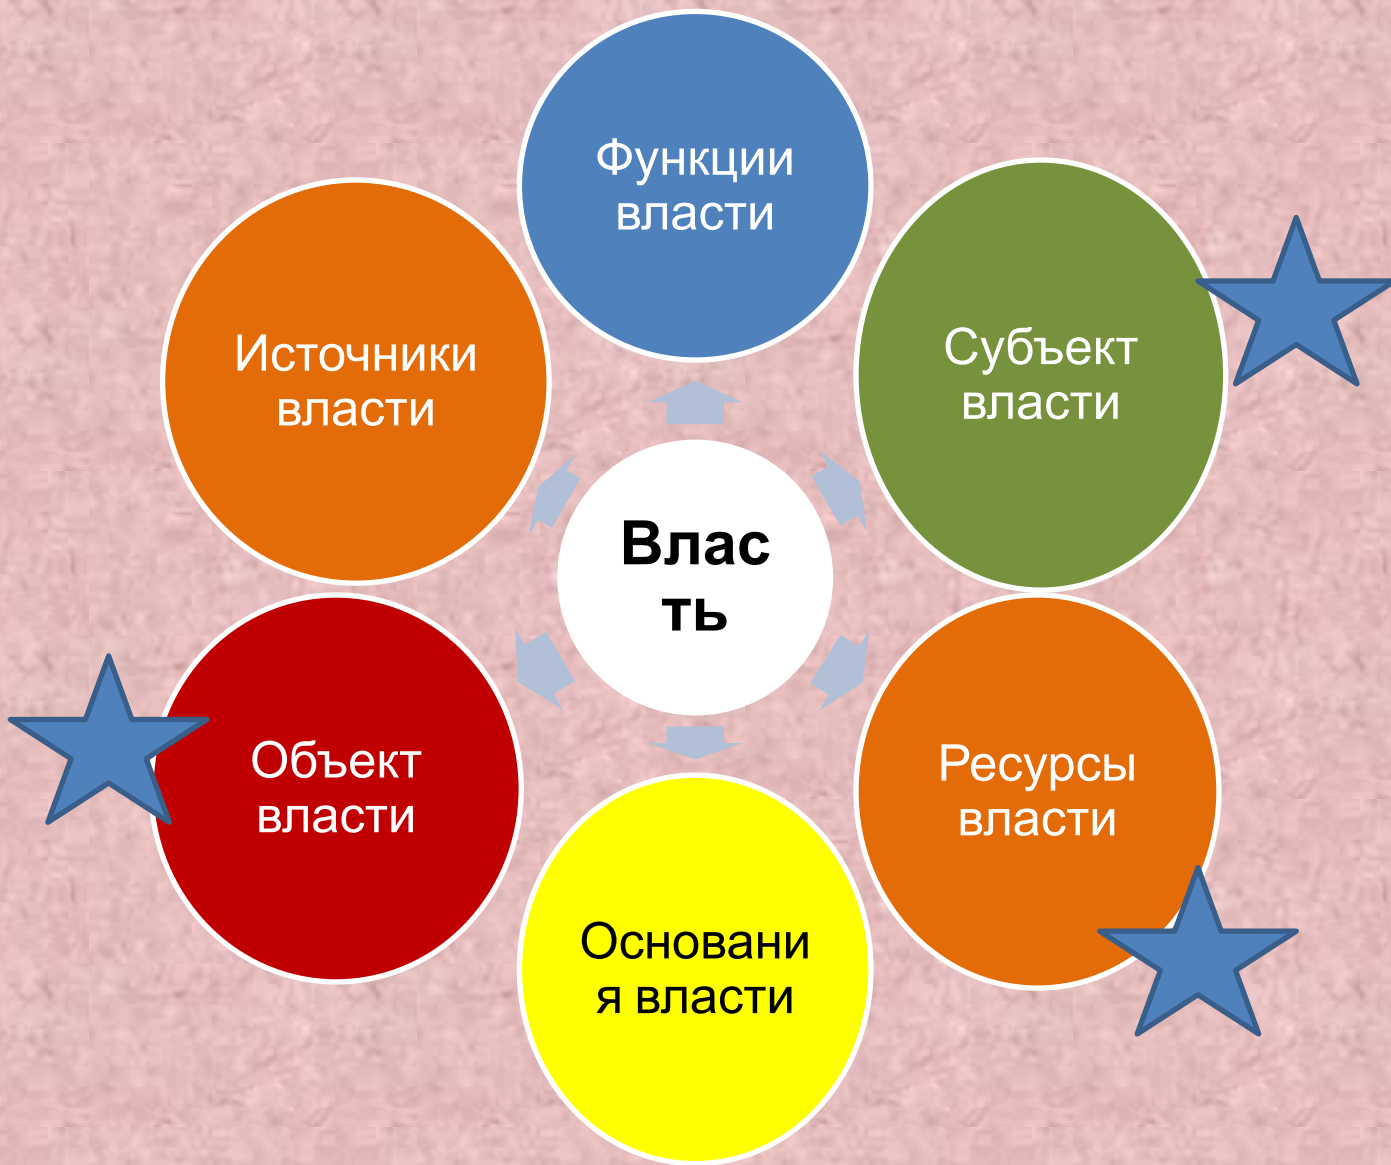 Функции
власти
Источники
власти
Субъект
власти
Влас
ть
Объект
власти
Ресурсы
власти
Основани
я власти